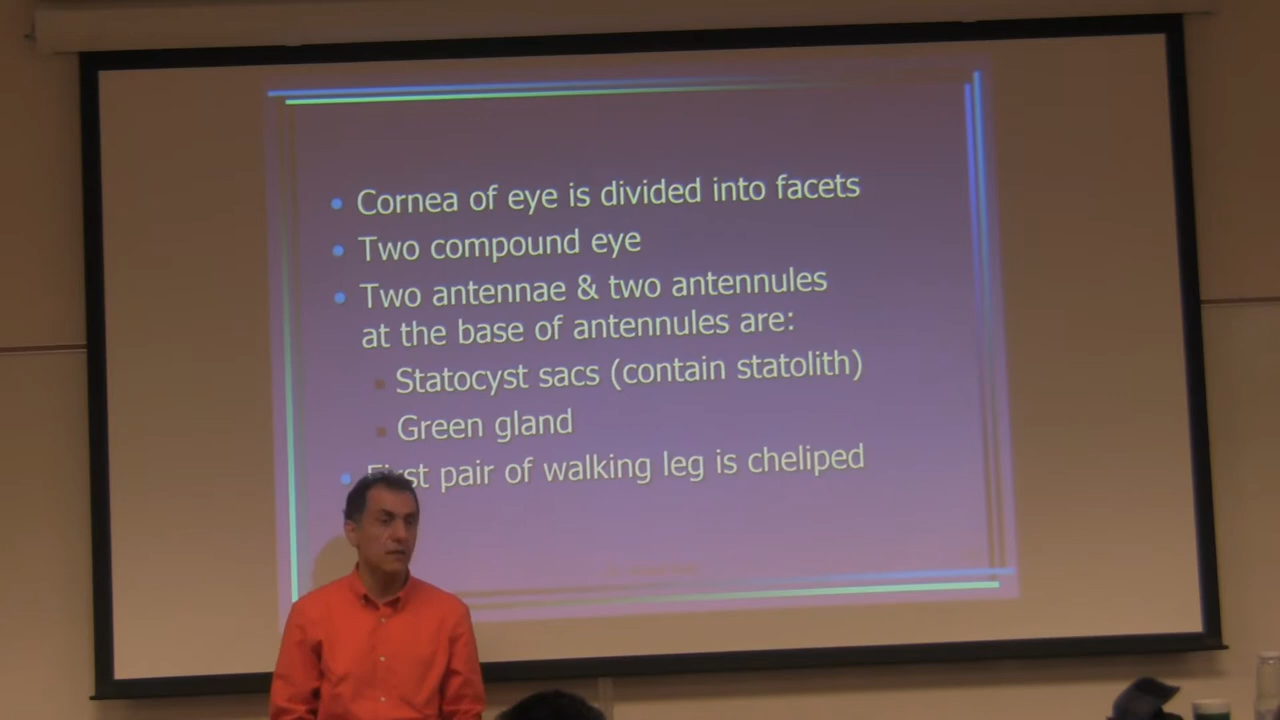 Cornea of eye is divided into facets
Two compound eye
Two antennae & two antennules
at the base of antennules are:
Statocyst sacs (contain statolith)
Green gland
First pair of walking leg is cheliped